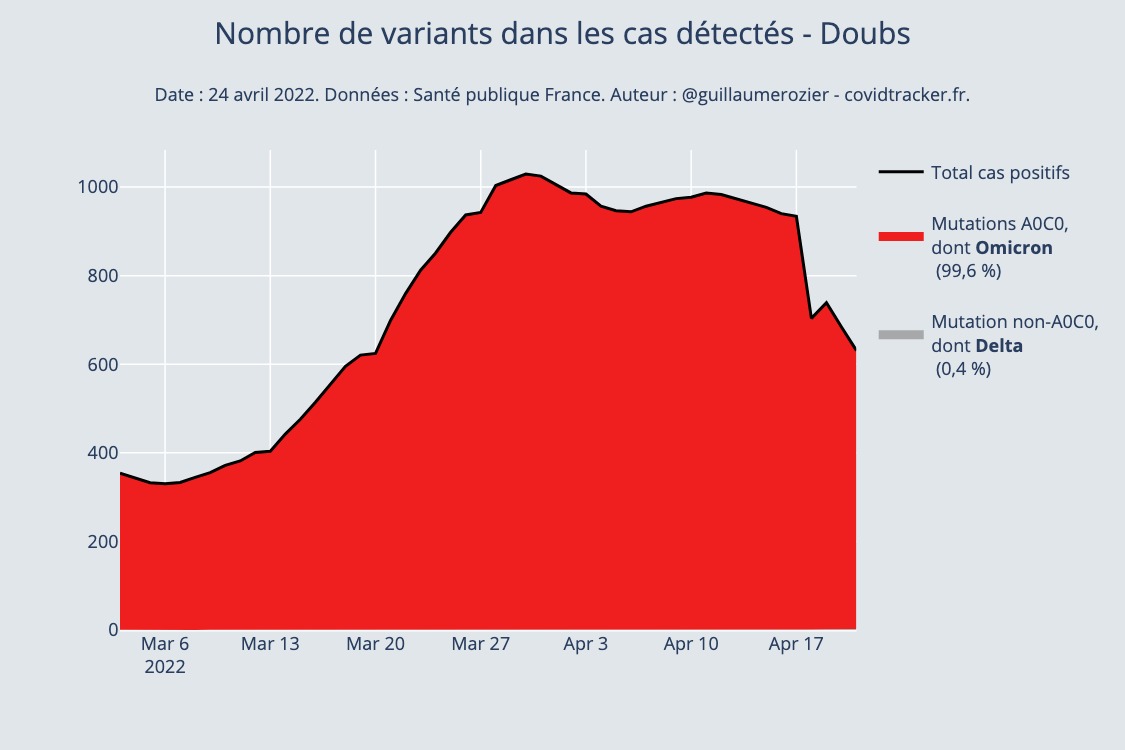 Nombre de variants dans les cas détectés - Doubs
Date : 24 avril 2022. Données : Santé publique France. Auteur : @guillaumerozier - covidtracker.fr.
1000
800
600
400
200
0
Mar 6
2022
Mar 13
Mar 20
Mar 27
Apr 3
Apr 10
Apr 17
Total cas positifs
Mutations A0C0,
dont Omicron
(99,6 %)
Mutation non-A0C0,
dont Delta
(0,4 %)